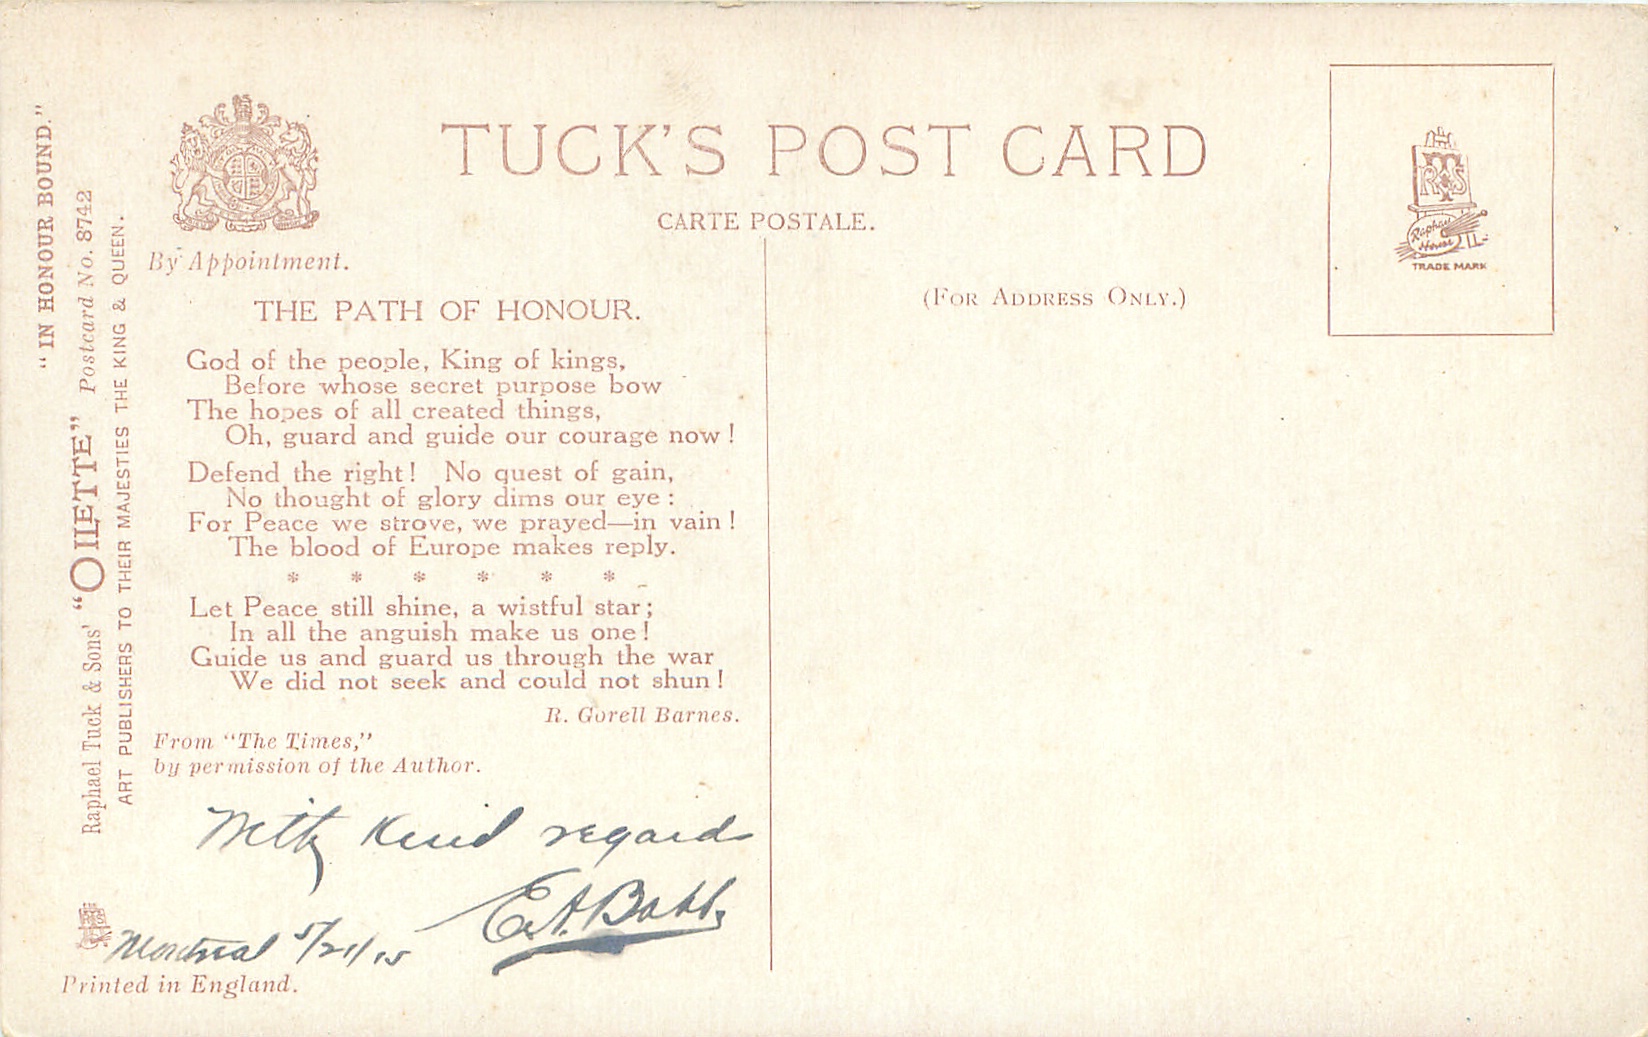 "IN HONOUR BOUND."
Raphael Tuck & Sons' "OILETTE" Postcard No. 8742
ART PUBLISHERS TO THEIR MAJESTIES THE KING & QUEEN.
By Appointment.
TUCK'S POST CARD
CARTE POSTALE.
(FOR ADDRESS ONLY.)
RTS
Raphael
House
TRADE MARK
THE PATH OF HONOUR.
God of the people, King of kings,
Before whose secret purpose bow
The hopes of all created things,
Oh, guard and guide our courage now!
Defend the right! No quest of gain,
No thought of glory dims our eye:
For Peace we strove, we prayed—in vain!
The blood of Europe makes reply.
* * * * * *
Let Peace still shine, a wistful star;
In all the anguish make us one!
Guide us and guard us through the war
We did not seek and could not shun!
R. Gorell Barnes.
From "The Times,"
by permission of the Author.
With Kind regards
E.A. Bobb
Montreal 5/21/15
Printed in England.